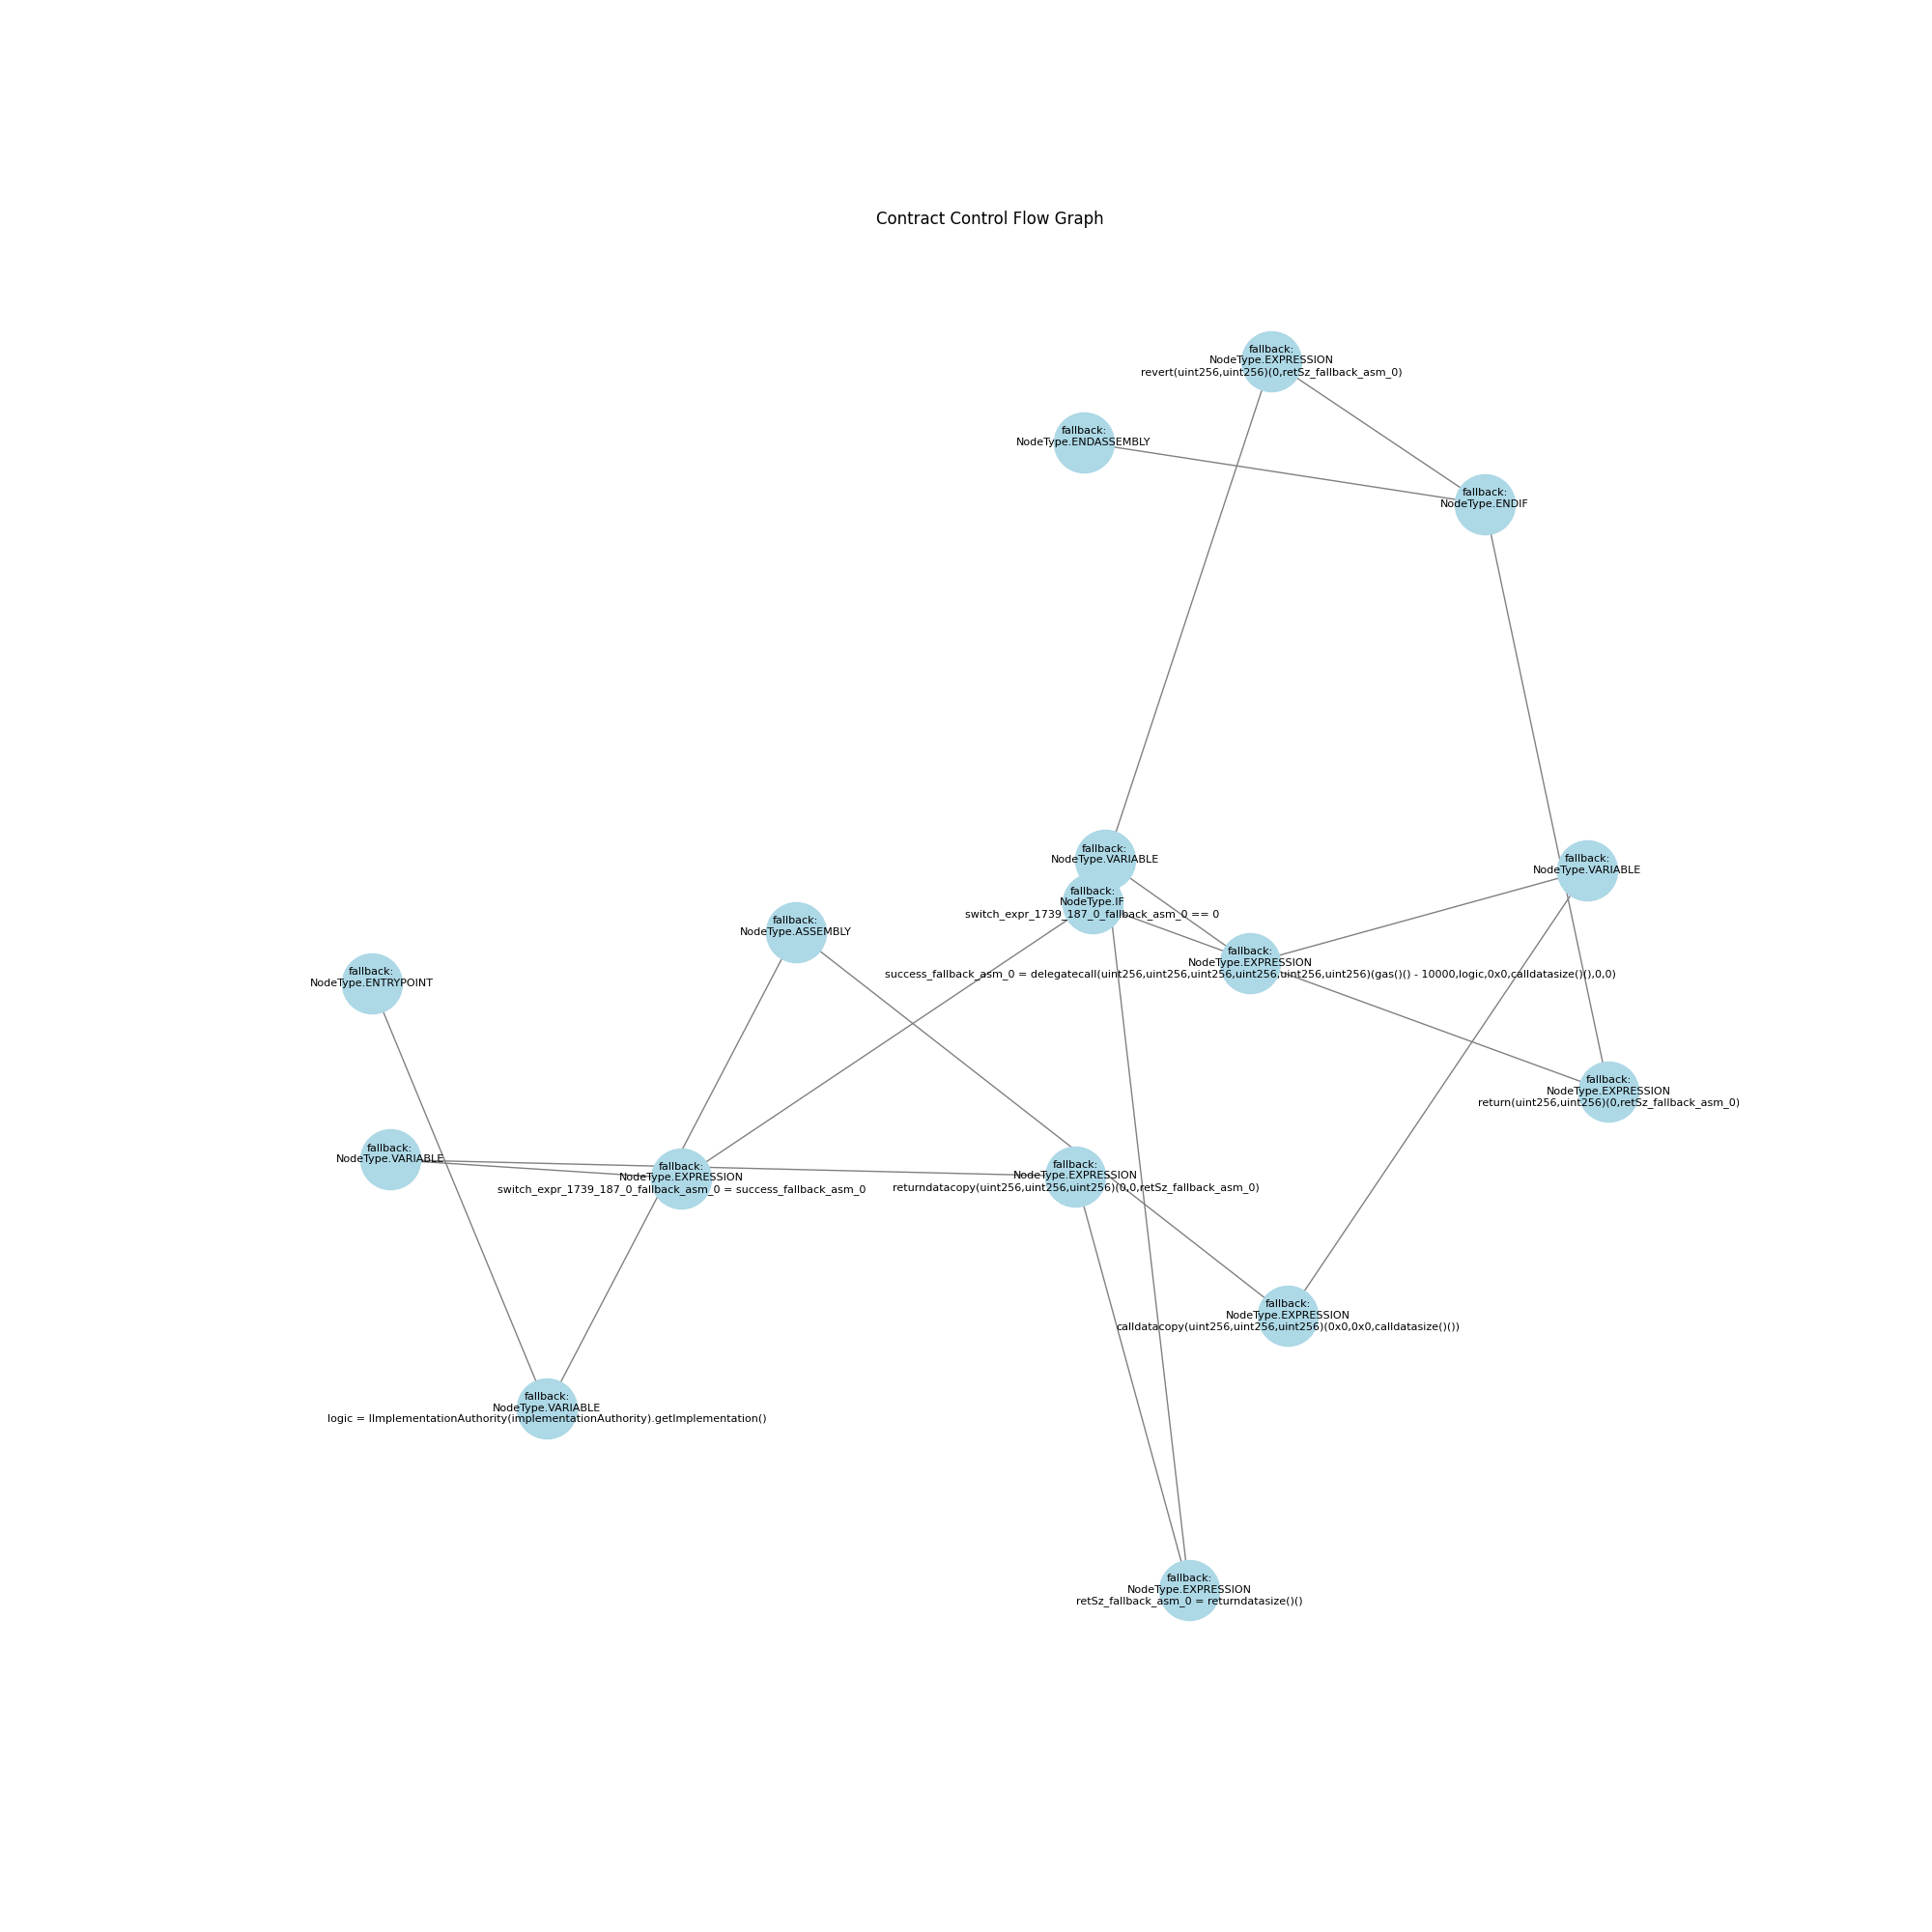 Contract Control Flow Graph
fallback:
NodeType.EXPRESSION
revert(uint256,uint256)(0,retSz_fallback_asm_0)
fallback:
NodeType.ENDASSEMBLY
fallback:
NodeType.ENDIF
fallback:
NodeType.VARIABLE
fallback:
NodeType.VARIABLE
fallback:
NodeType.IF
switch_expr_1739_187_0_fallback_asm_0 == 0
fallback:
NodeType.ASSEMBLY
fallback:
NodeType.EXPRESSION
success_fallback_asm_0 = delegatecall(uint256,uint256,uint256,uint256,uint256,uint256)(gas()() - 10000,logic,0x0,calldatasize()(),0,0)
fallback:
NodeType.ENTRYPOINT
fallback:
NodeType.EXPRESSION
return(uint256,uint256)(0,retSz_fallback_asm_0)
fallback:
NodeType.VARIABLE
fallback:
NodeType.EXPRESSION
switch_expr_1739_187_0_fallback_asm_0 = success_fallback_asm_0
fallback:
NodeType.EXPRESSION
returndatacopy(uint256,uint256,uint256)(0,0,retSz_fallback_asm_0)
fallback:
NodeType.EXPRESSION
calldatacopy(uint256,uint256,uint256)(0x0,0x0,calldatasize()())
fallback:
NodeType.VARIABLE
logic = IImplementationAuthority(implementationAuthority).getImplementation()
fallback:
NodeType.EXPRESSION
retSz_fallback_asm_0 = returndatasize()()